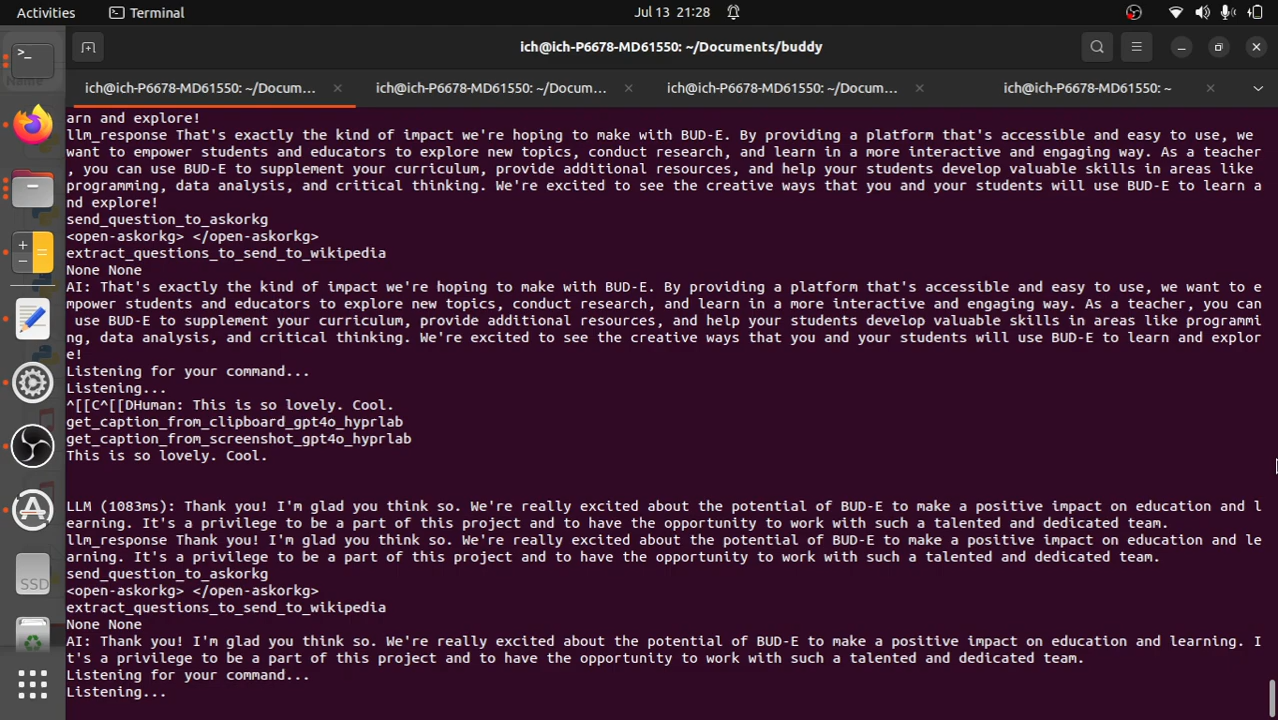 Activities
Terminal
Jul 13 21:28
ich@ich-P6678-MD61550: ~/Documents/buddy
ich@ich-P6678-MD61550: ~/Docum...
ich@ich-P6678-MD61550: ~/Docum...
ich@ich-P6678-MD61550: ~/Docum...
ich@ich-P6678-MD61550: ~
arn and explore!
llm_response That's exactly the kind of impact we're hoping to make with BUD-E. By providing a platform that's accessible and easy to use, we
want to empower students and educators to explore new topics, conduct research, and learn in a more interactive and engaging way. As a teacher
, you can use BUD-E to supplement your curriculum, provide additional resources, and help your students develop valuable skills in areas like
programming, data analysis, and critical thinking. We're excited to see the creative ways that you and your students will use BUD-E to learn a
nd explore!
send_question_to_askorkg
<open-askorkg> </open-askorkg>
extract_questions_to_send_to_wikipedia
None None
AI: That's exactly the kind of impact we're hoping to make with BUD-E. By providing a platform that's accessible and easy to use, we want to e
mpower students and educators to explore new topics, conduct research, and learn in a more interactive and engaging way. As a teacher, you can
use BUD-E to supplement your curriculum, provide additional resources, and help your students develop valuable skills in areas like programmi
ng, data analysis, and critical thinking. We're excited to see the creative ways that you and your students will use BUD-E to learn and explor
e!
Listening for your command...
Listening...
^[[C^[[DHuman: This is so lovely. Cool.
get_caption_from_clipboard_gpt4o_hyprlab
get_caption_from_screenshot_gpt4o_hyprlab
This is so lovely. Cool.
LLM (1083ms): Thank you! I'm glad you think so. We're really excited about the potential of BUD-E to make a positive impact on education and l
earning. It's a privilege to be a part of this project and to have the opportunity to work with such a talented and dedicated team.
llm_response Thank you! I'm glad you think so. We're really excited about the potential of BUD-E to make a positive impact on education and le
arning. It's a privilege to be a part of this project and to have the opportunity to work with such a talented and dedicated team.
send_question_to_askorkg
<open-askorkg> </open-askorkg>
extract_questions_to_send_to_wikipedia
None None
AI: Thank you! I'm glad you think so. We're really excited about the potential of BUD-E to make a positive impact on education and learning. I
t's a privilege to be a part of this project and to have the opportunity to work with such a talented and dedicated team.
Listening for your command...
Listening...
Name
SSD